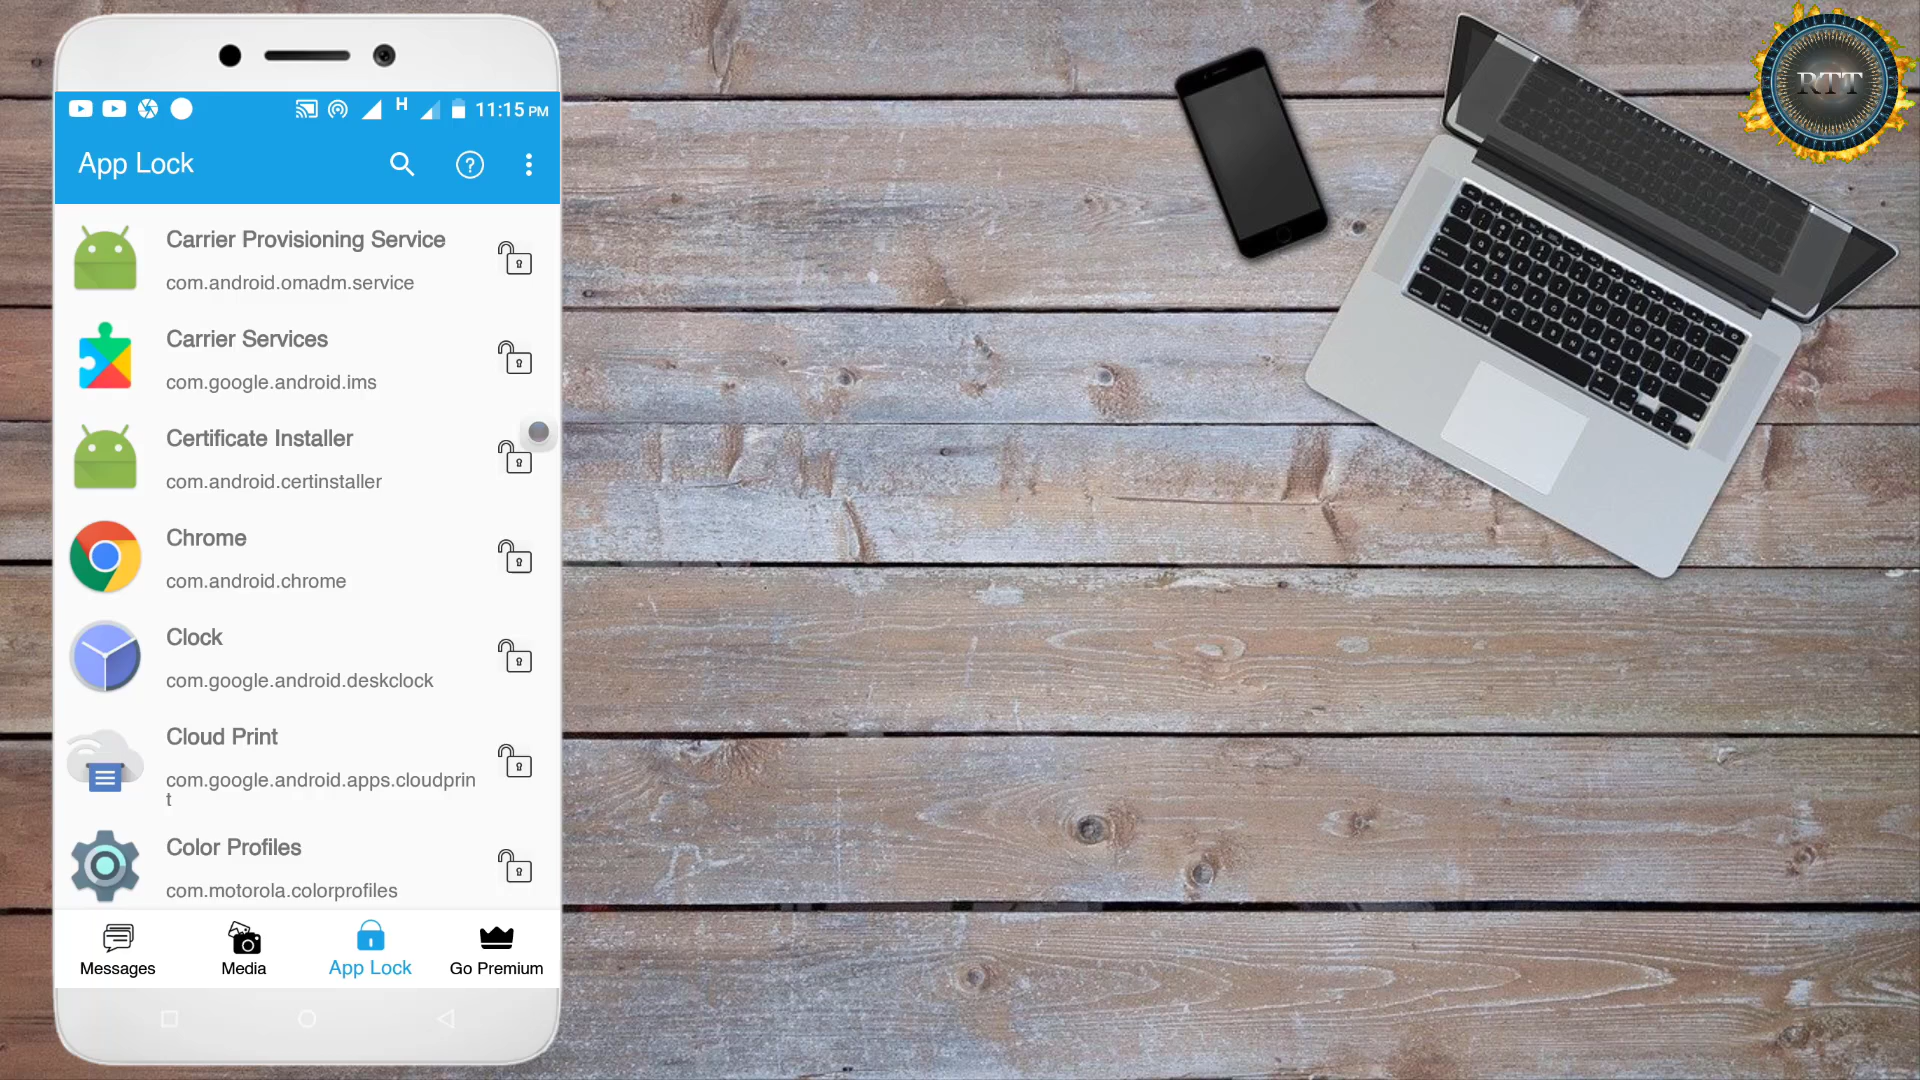 RTT
H 11:15 PM
App Lock
Carrier Provisioning Service
com.android.omadm.service
Carrier Services
com.google.android.ims
Certificate Installer
com.android.certinstaller
Chrome
com.android.chrome
Clock
com.google.android.deskclock
Cloud Print
com.google.android.apps.cloudprin
t
Color Profiles
com.motorola.colorprofiles
Messages Media App Lock Go Premium